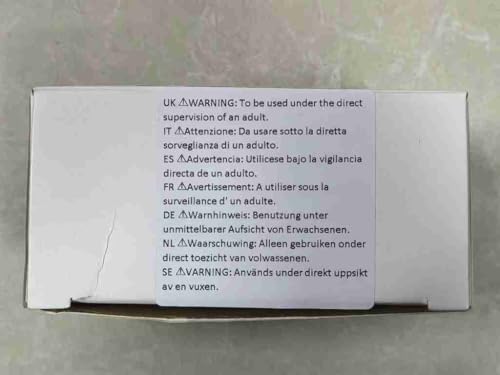 UK ⚠WARNING: To be used under the direct
supervision of an adult.
IT ⚠Attenzione: Da usare sotto la diretta
sorveglianza di un adulto.
ES ⚠Advertencia: Utilicese bajo la vigilancia
directa de un adulto.
FR ⚠Avertissement: A utiliser sous la
surveillance d' un adulte.
DE ⚠Warnhinweis: Benutzung unter
unmittelbarer Aufsicht von Erwachsenen.
NL ⚠Waarschuwing: Alleen gebruiken onder
direct toezicht van volwassenen.
SE ⚠VARNING: Används under direkt uppsikt
av en vuxen.